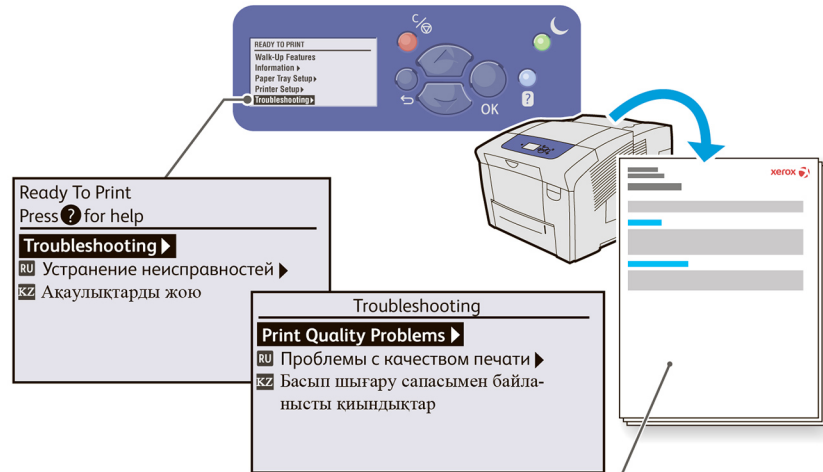 C/
READY TO PRINT
Walk-Up Features
Information
Paper Tray Setup
Printer Setup
Troubleshooting
OK
?
xerox
Ready To Print
Press ? for help
Troubleshooting
RU Устранение неисправностей
KZ Ақаулықтарды жою
Troubleshooting
Print Quality Problems
RU Проблемы с качеством печати
KZ Басып шығару сапасымен байла-
нысты қиындықтар